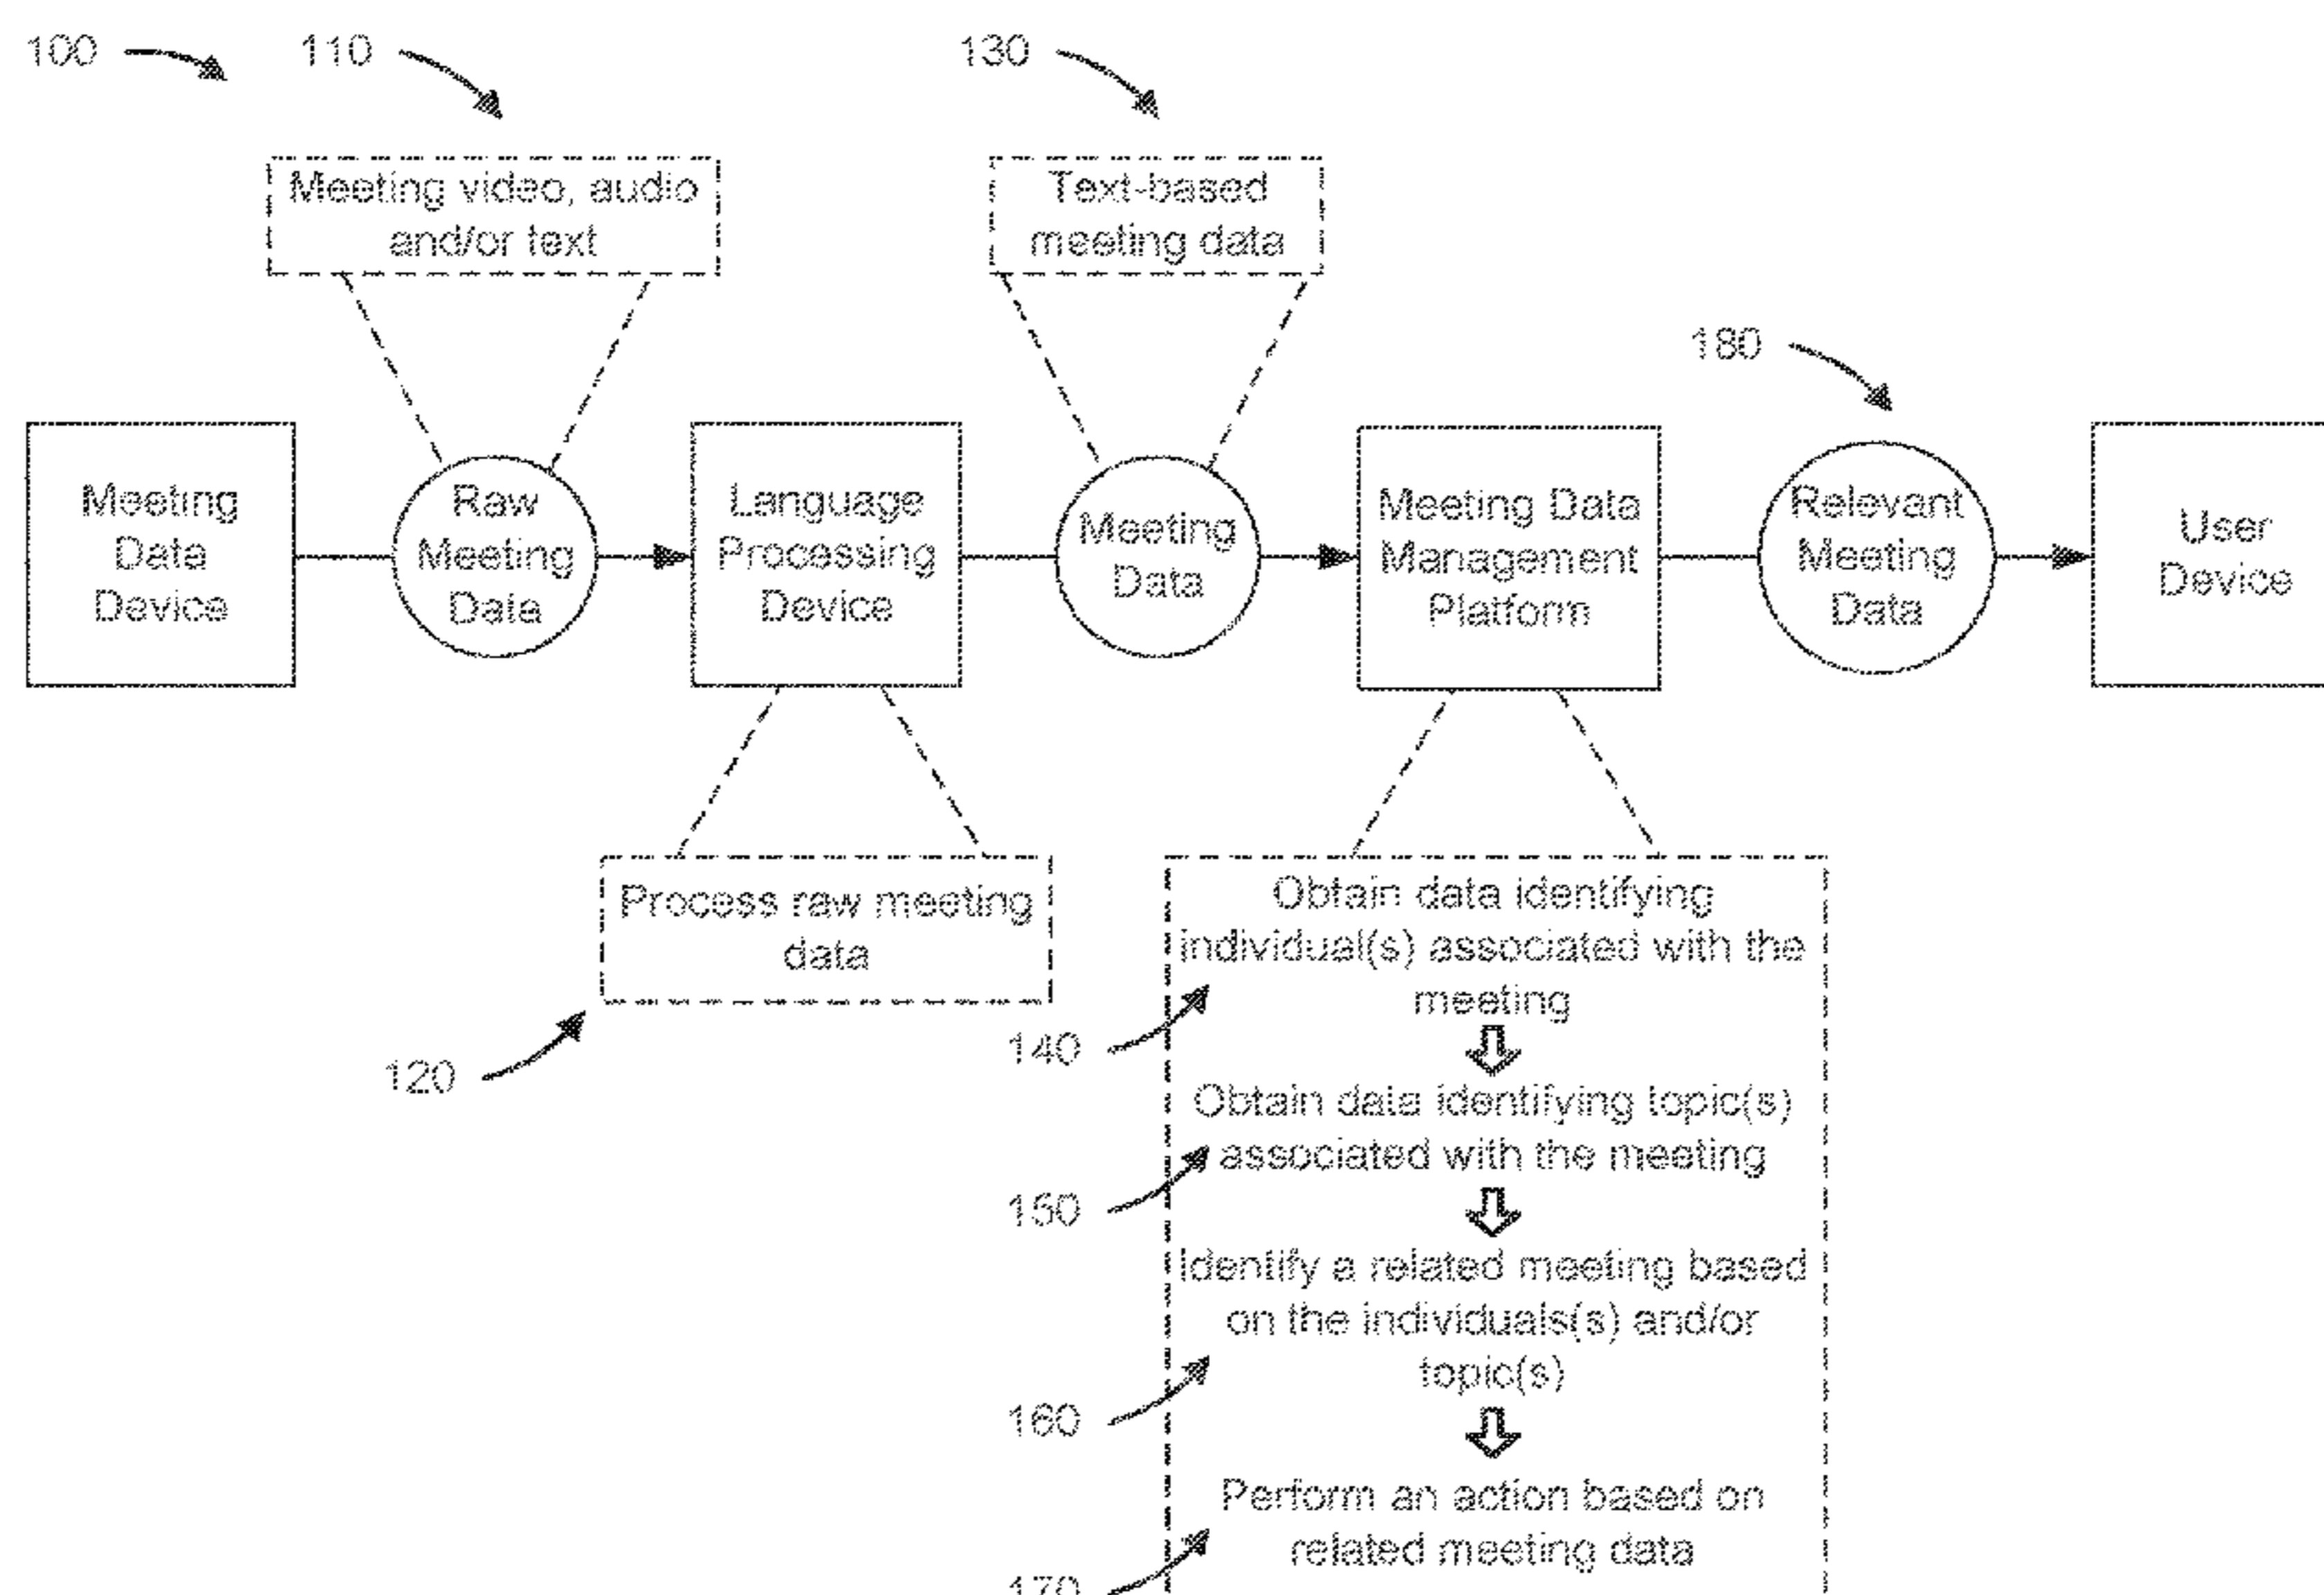 100
110
130
Meeting video, audio
and/or text
Text-based
meeting data
180
Meeting
Data
Device
Raw
Meeting
Data
Language
Processing
Device
Meeting
Data
Meeting Data
Management
Platform
Relevant
Meeting
Data
User
Device
Process raw meeting
data
120
Obtain data identifying
individual(s) associated with the
meeting
140
Obtain data identifying topic(s)
associated with the meeting
150
Identify a related meeting based
on the individuals(s) and/or
topic(s)
160
Perform an action based on
related meeting data
170